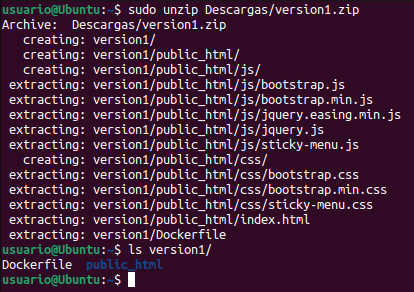 usuario@Ubuntu:~$ sudo unzip Descargas/version1.zip
Archive:  Descargas/version1.zip
   creating: version1/
   creating: version1/public_html/
   creating: version1/public_html/js/
 extracting: version1/public_html/js/bootstrap.js
 extracting: version1/public_html/js/bootstrap.min.js
 extracting: version1/public_html/js/jquery.easing.min.js
 extracting: version1/public_html/js/jquery.js
 extracting: version1/public_html/js/sticky-menu.js
   creating: version1/public_html/css/
 extracting: version1/public_html/css/bootstrap.css
 extracting: version1/public_html/css/bootstrap.min.css
 extracting: version1/public_html/css/sticky-menu.css
 extracting: version1/public_html/index.html
 extracting: version1/Dockerfile
usuario@Ubuntu:~$ ls version1/
Dockerfile  public_html
usuario@Ubuntu:~$